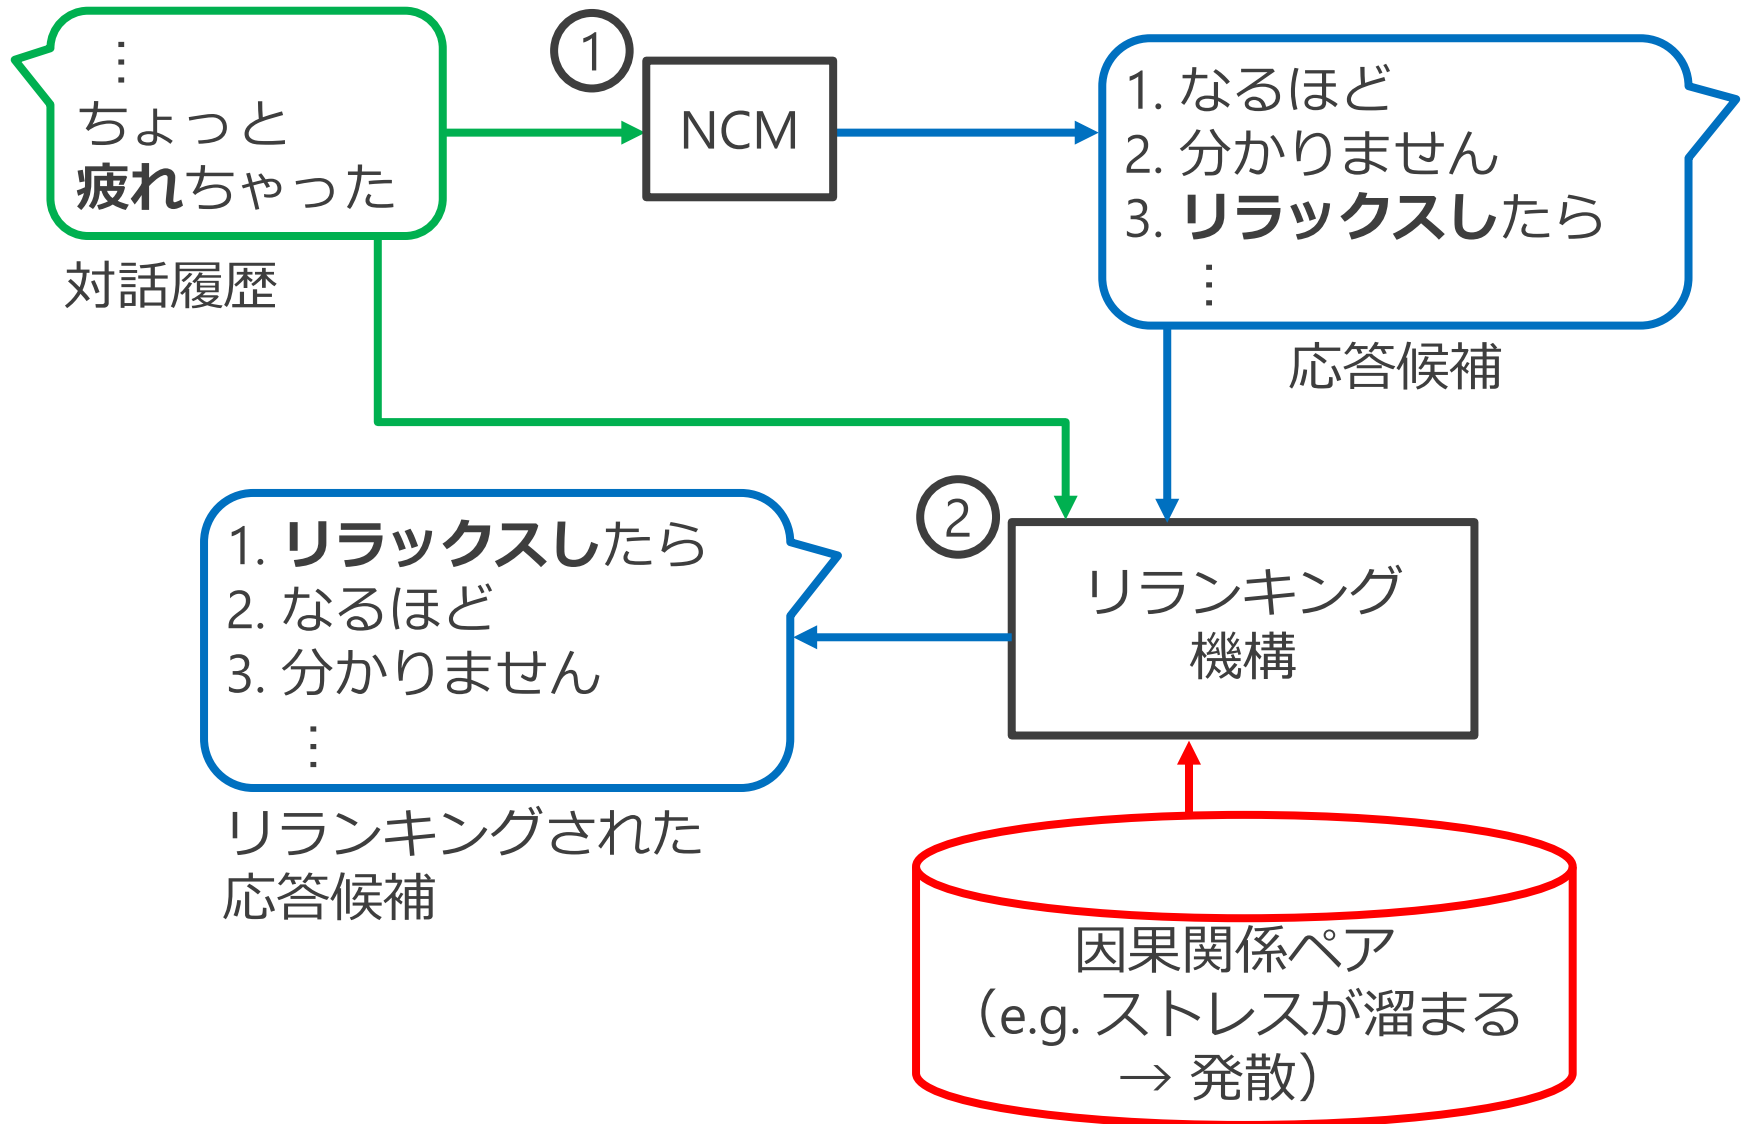 ⋮
ちょっと
疲れちゃった
対話履歴
1
NCM
1. なるほど
2. 分かりません
3. リラックスしたら
⋮
応答候補
2
リランキング
機構
1. リラックスしたら
2. なるほど
3. 分かりません
⋮
リランキングされた
応答候補
因果関係ペア
（e.g. ストレスが溜まる
→ 発散）